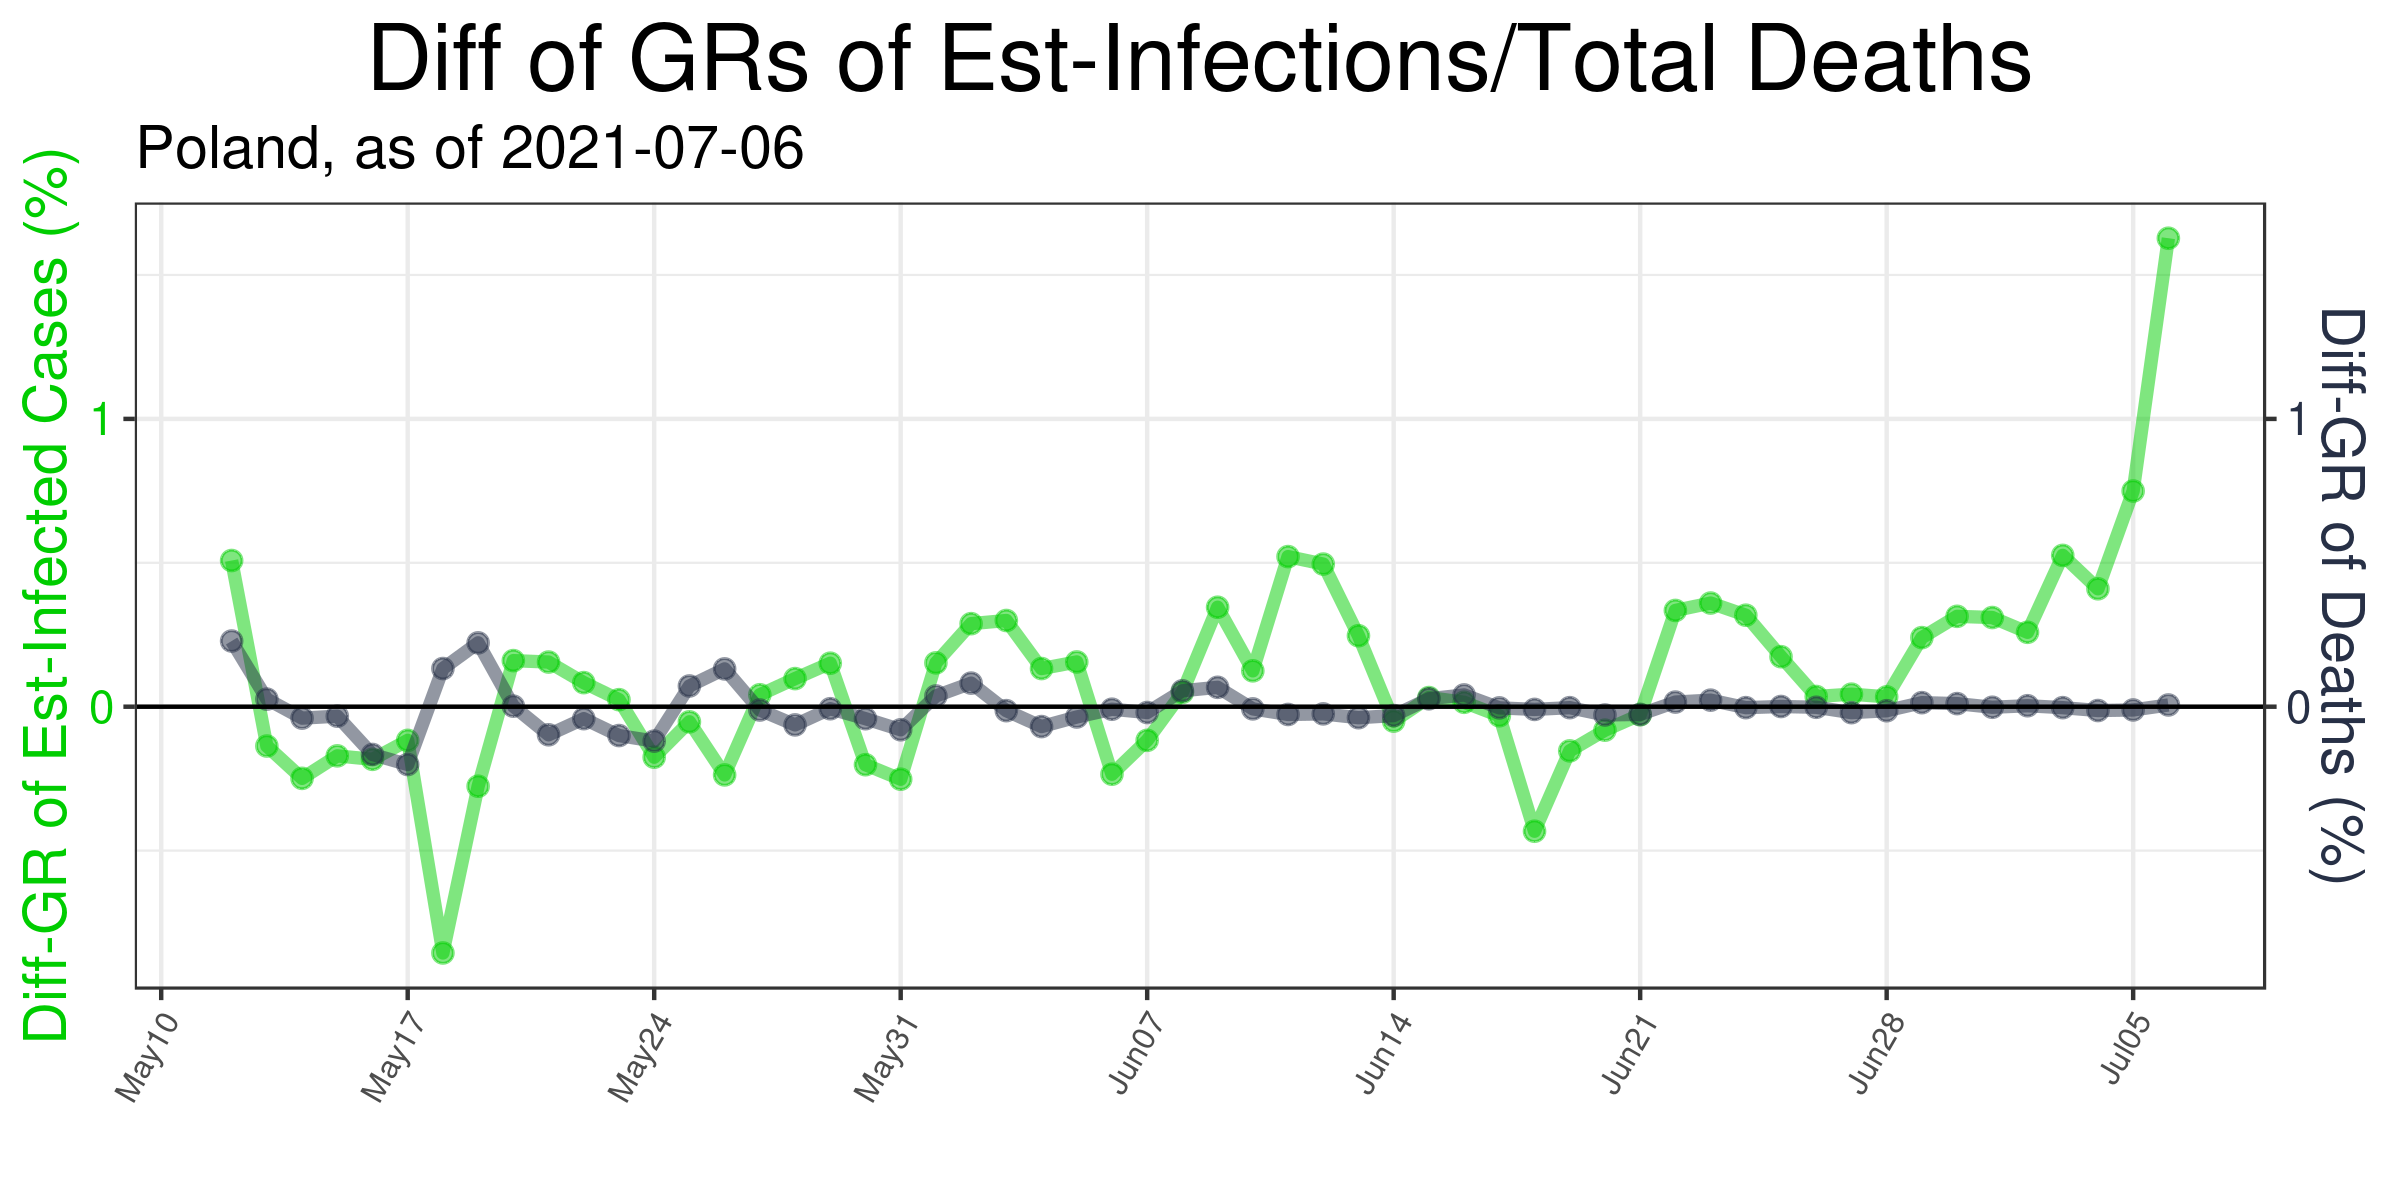 Diff of GRs of Est-Infections/Total Deaths
Poland, as of 2021-07-06
Diff-GR of Est-Infected Cases (%)
1
0
1
0
Diff-GR of Deaths (%)
May10
May17
May24
May31
Jun07
Jun14
Jun21
Jun28
Jul05